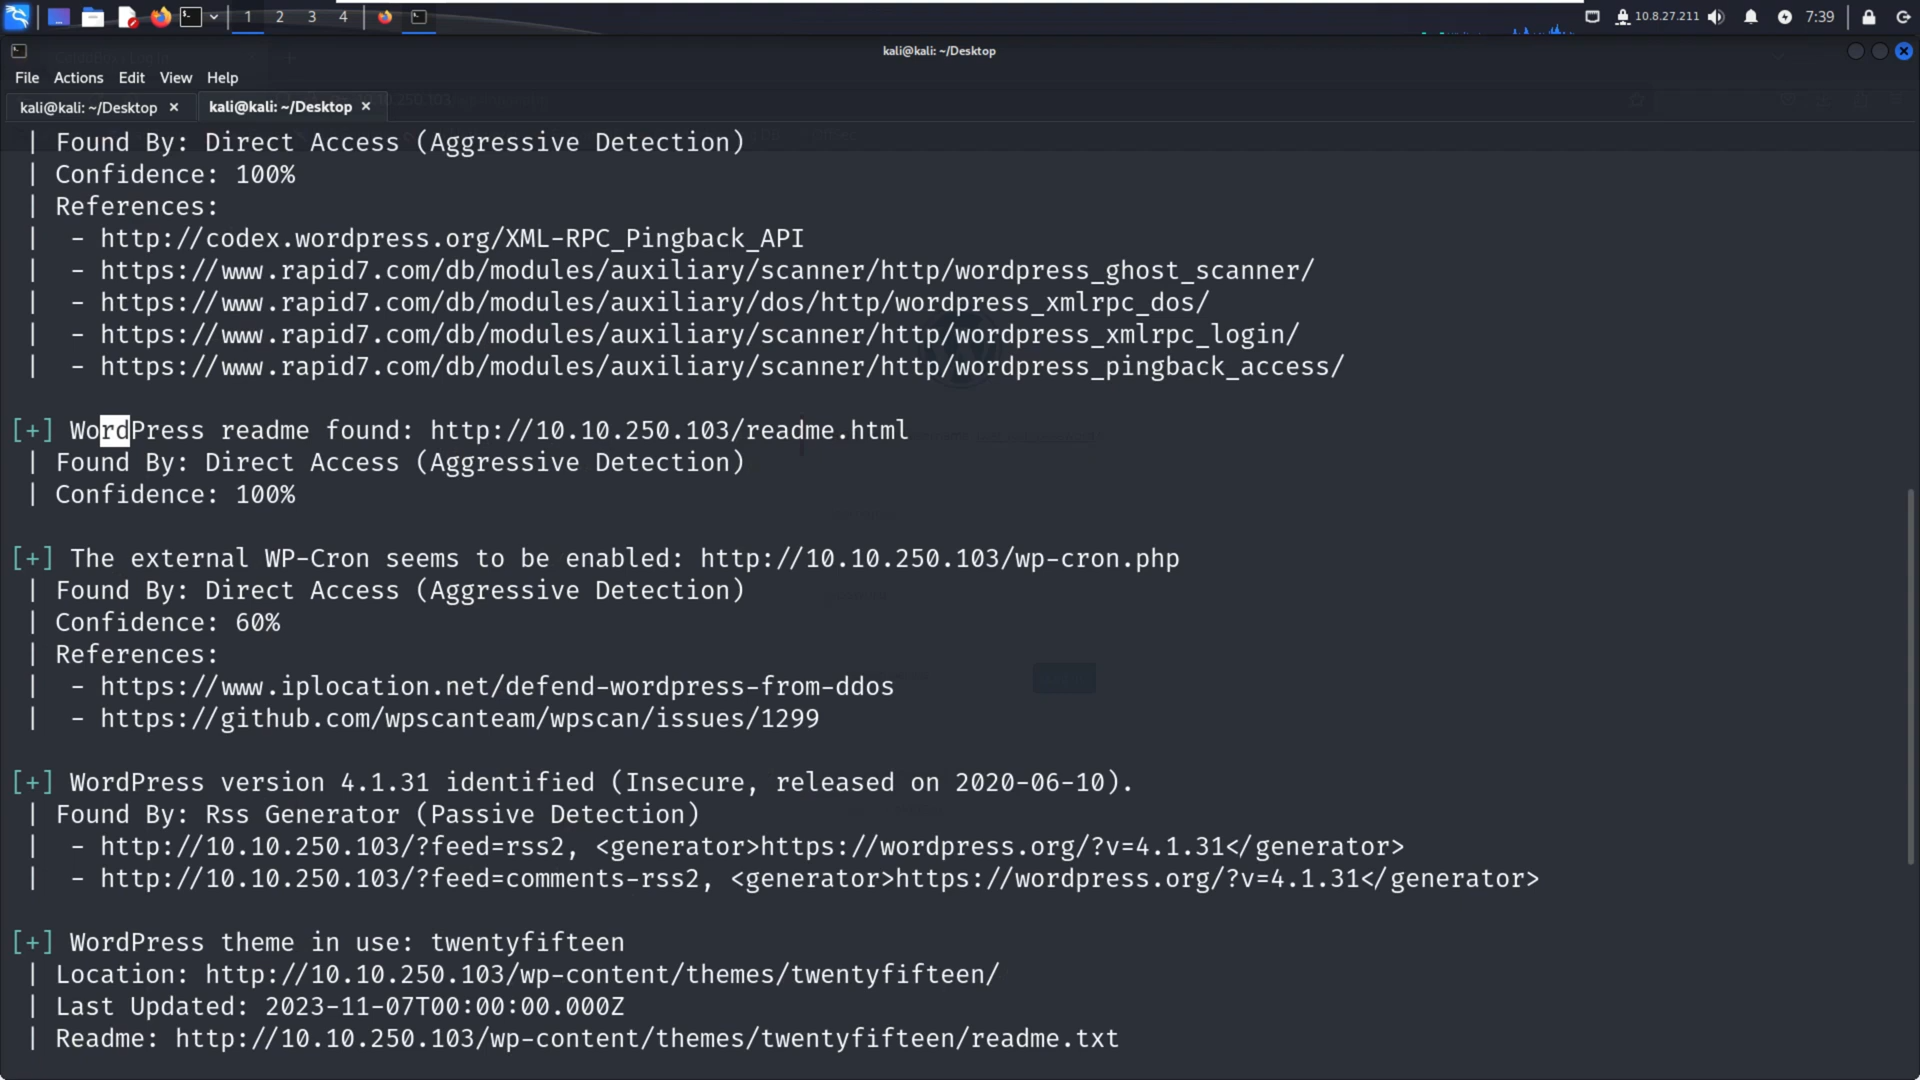 1 2 3 4 10.8.27.211 7:39
kali@kali: ~/Desktop
File Actions Edit View Help
kali@kali: ~/Desktop × kali@kali: ~/Desktop ×
| Found By: Direct Access (Aggressive Detection)
| Confidence: 100%
| References:
|  - http://codex.wordpress.org/XML-RPC_Pingback_API
|  - https://www.rapid7.com/db/modules/auxiliary/scanner/http/wordpress_ghost_scanner/
|  - https://www.rapid7.com/db/modules/auxiliary/dos/http/wordpress_xmlrpc_dos/
|  - https://www.rapid7.com/db/modules/auxiliary/scanner/http/wordpress_xmlrpc_login/
|  - https://www.rapid7.com/db/modules/auxiliary/scanner/http/wordpress_pingback_access/
[+] WordPress readme found: http://10.10.250.103/readme.html
| Found By: Direct Access (Aggressive Detection)
| Confidence: 100%
[+] The external WP-Cron seems to be enabled: http://10.10.250.103/wp-cron.php
| Found By: Direct Access (Aggressive Detection)
| Confidence: 60%
| References:
|  - https://www.iplocation.net/defend-wordpress-from-ddos
|  - https://github.com/wpscanteam/wpscan/issues/1299
[+] WordPress version 4.1.31 identified (Insecure, released on 2020-06-10).
| Found By: Rss Generator (Passive Detection)
|  - http://10.10.250.103/?feed=rss2, <generator>https://wordpress.org/?v=4.1.31</generator>
|  - http://10.10.250.103/?feed=comments-rss2, <generator>https://wordpress.org/?v=4.1.31</generator>
[+] WordPress theme in use: twentyfifteen
| Location: http://10.10.250.103/wp-content/themes/twentyfifteen/
| Last Updated: 2023-11-07T00:00:00.000Z
| Readme: http://10.10.250.103/wp-content/themes/twentyfifteen/readme.txt